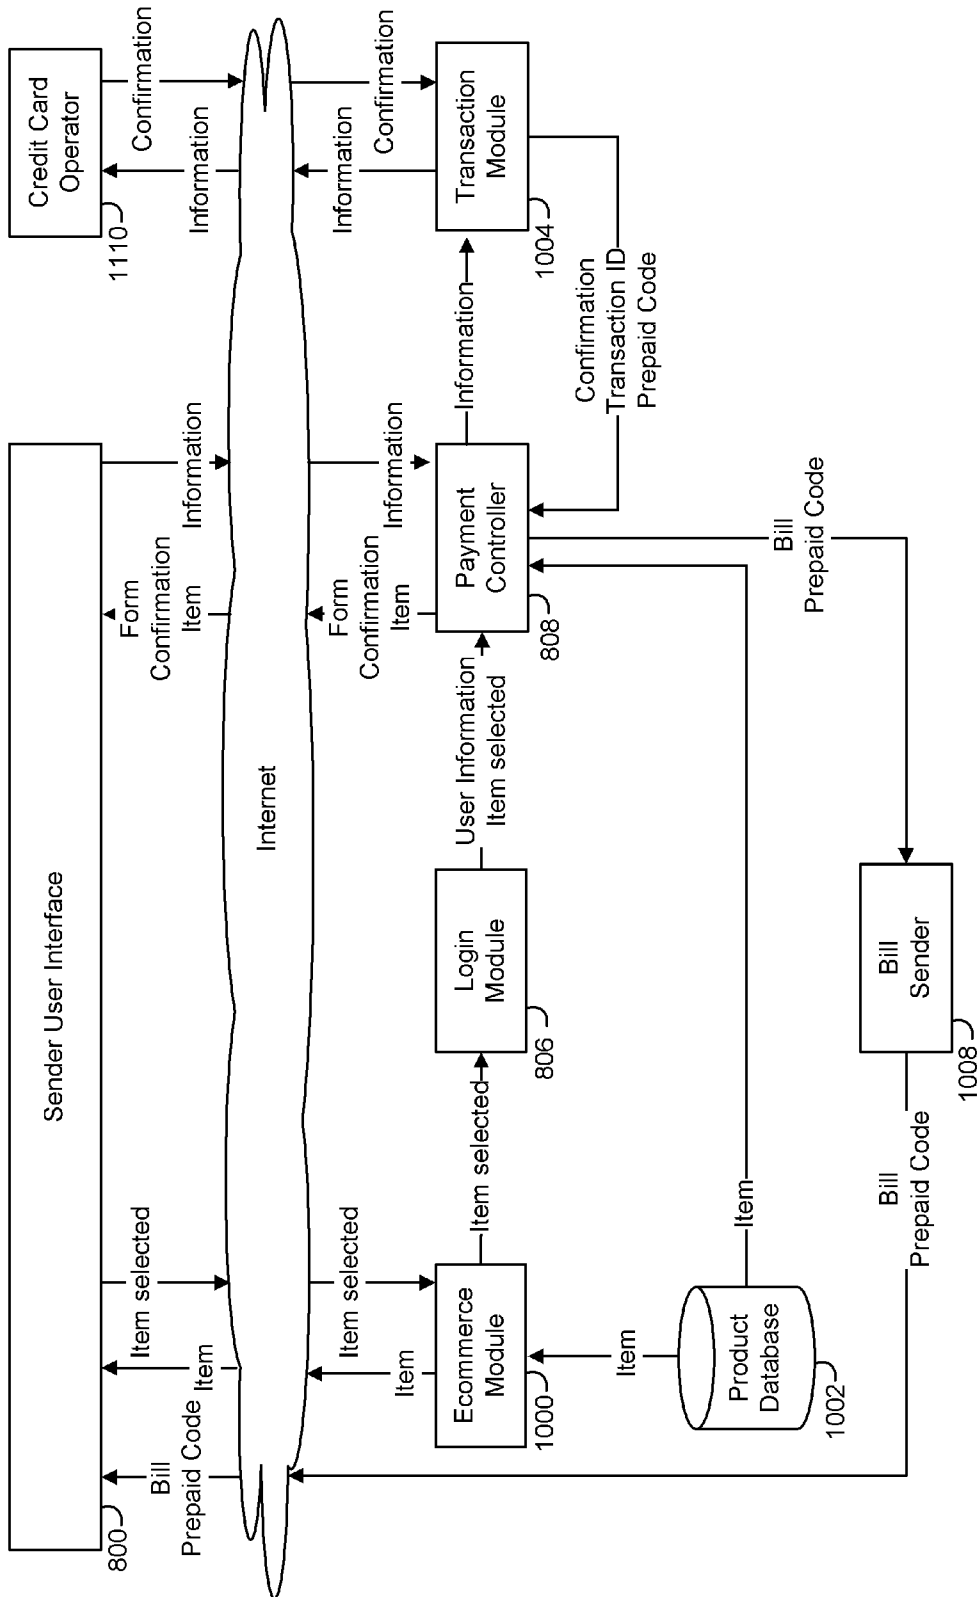 Sender User Interface
800
Credit Card
Operator
1110
Bill
Prepaid Code
Item
Item selected
Form
Confirmation
Item
Information
Information
Confirmation
Internet
Item
Item selected
Form
Confirmation
Item
Information
Information
Confirmation
Ecommerce
Module
1000
Item selected
Login
Module
806
User Information
Item selected
Payment
Controller
808
Information
Transaction
Module
1004
Confirmation
Transaction ID
Prepaid Code
Item
Product
Database
1002
Item
Bill
Prepaid Code
Bill
Sender
1008
Bill
Prepaid Code